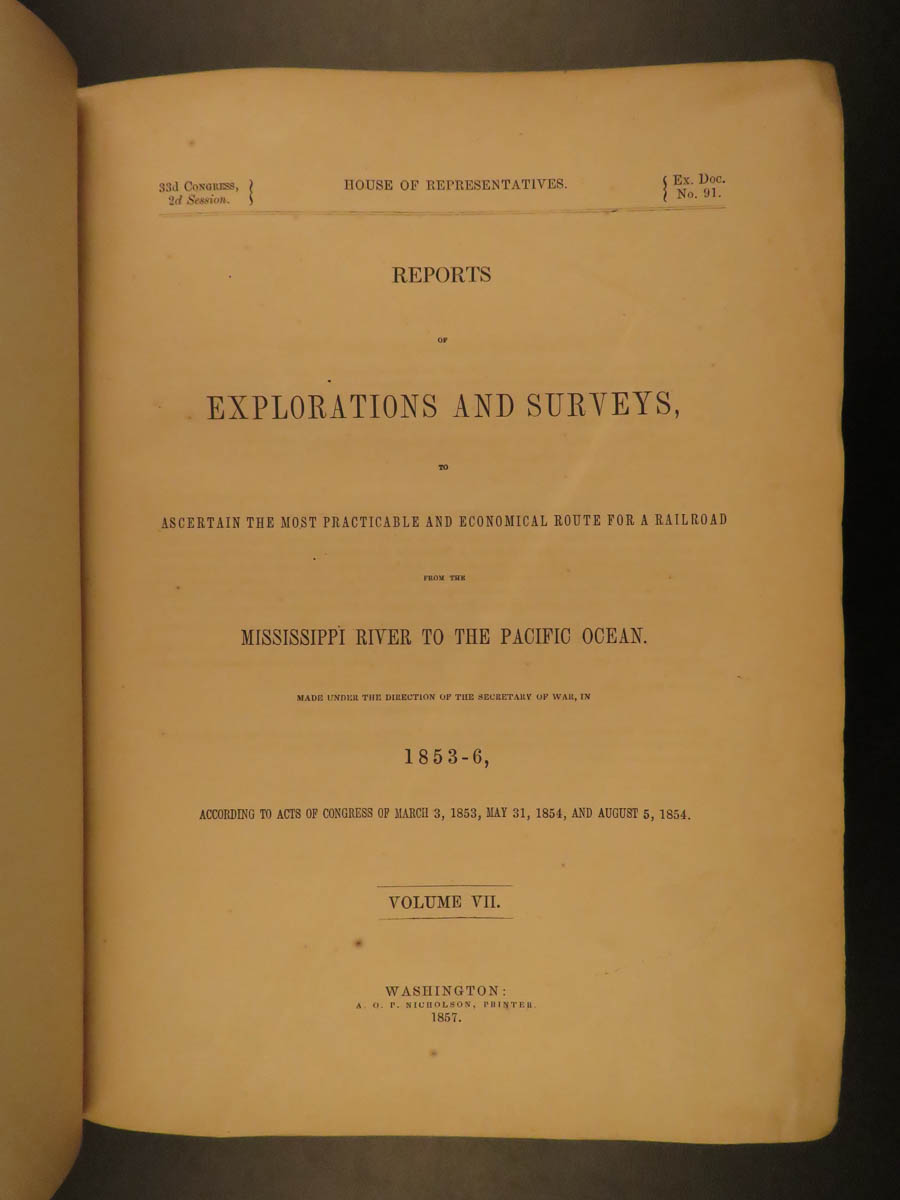 33d CONGRESS, } HOUSE OF REPRESENTATIVES. { Ex. Doc.
2d Session. } { No. 91.
REPORTS
OF
EXPLORATIONS AND SURVEYS,
TO
ASCERTAIN THE MOST PRACTICABLE AND ECONOMICAL ROUTE FOR A RAILROAD
FROM THE
MISSISSIPPI RIVER TO THE PACIFIC OCEAN.
MADE UNDER THE DIRECTION OF THE SECRETARY OF WAR, IN
1853-6,
ACCORDING TO ACTS OF CONGRESS OF MARCH 3, 1853, MAY 31, 1854, AND AUGUST 5, 1854.
VOLUME VII.
WASHINGTON:
A. O. P. NICHOLSON, PRINTER.
1857.